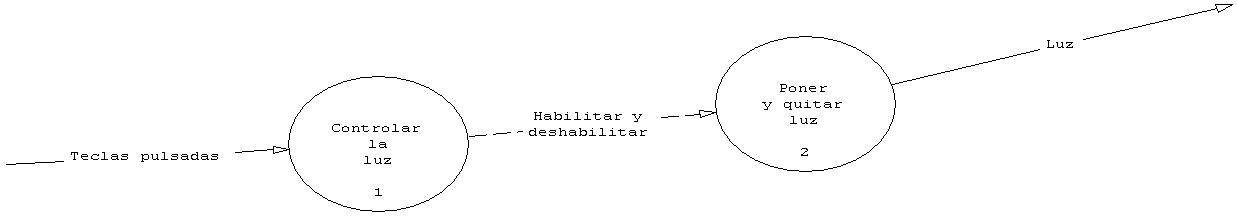 Teclas pulsadas
Controlar
la
luz
1
Habilitar y
deshabilitar
Poner
y quitar
luz
2
Luz